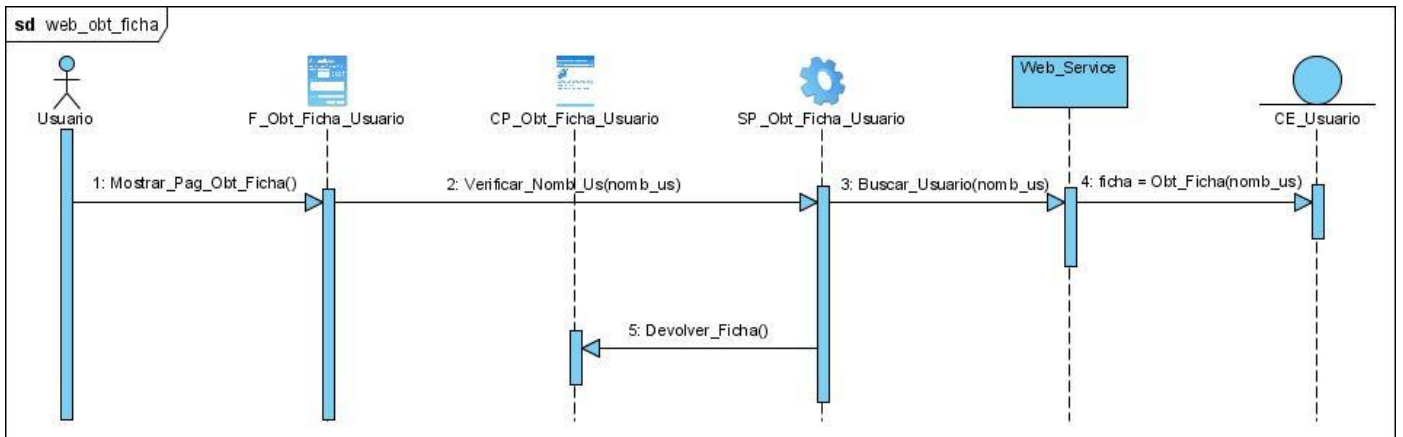 sd web_obt_ficha
Usuario
F_Obt_Ficha_Usuario
CP_Obt_Ficha_Usuario
SP_Obt_Ficha_Usuario
Web_Service
CE_Usuario
1: Mostrar_Pag_Obt_Ficha()
2: Verificar_Nomb_Us(nomb_us)
3: Buscar_Usuario(nomb_us)
4: ficha = Obt_Ficha(nomb_us)
5: Devolver_Ficha()